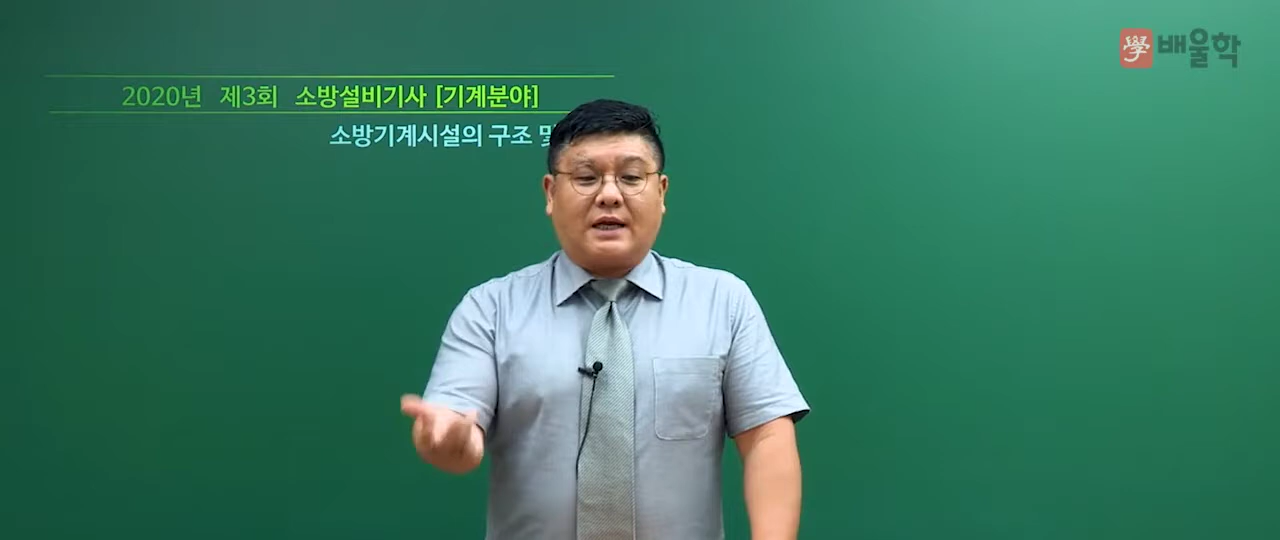 學배울학
2020년 제3회 소방설비기사 [기계분야]
소방기계시설의 구조 및